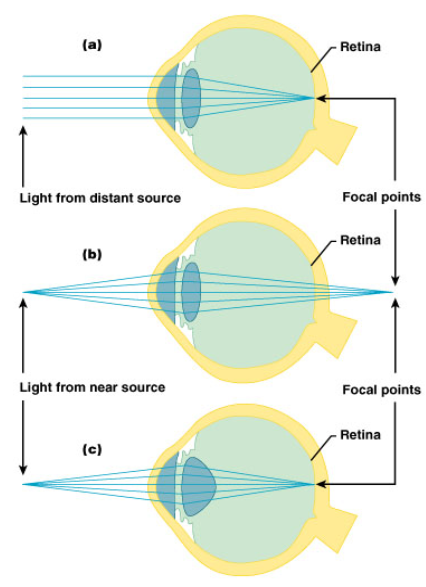 (a)
Retina
Light from distant source
Focal points
(b)
Retina
Light from near source
Focal points
(c)
Retina